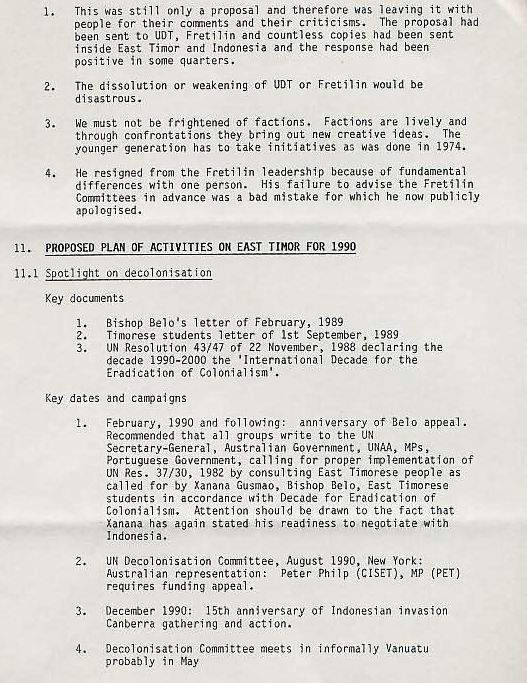 1. This was still only a proposal and therefore was leaving it with
people for their comments and their criticisms. The proposal had
been sent to UDT, Fretilin and countless copies had been sent
inside East Timor and Indonesia and the response had been
positive in some quarters.
2. The dissolution or weakening of UDT or Fretilin would be
disastrous.
3. We must not be frightened of factions. Factions are lively and
through confrontations they bring out new creative ideas. The
younger generation has to take initiatives as was done in 1974.
4. He resigned from the Fretilin leadership because of fundamental
differences with one person. His failure to advise the Fretilin
Committees in advance was a bad mistake for which he now publicly
apologised.
11. PROPOSED PLAN OF ACTIVITIES ON EAST TIMOR FOR 1990
11.1 Spotlight on decolonisation
Key documents
1. Bishop Belo's letter of February, 1989
2. Timorese students letter of 1st September, 1989
3. UN Resolution 43/47 of 22 November, 1988 declaring the
decade 1990-2000 the 'International Decade for the
Eradication of Colonialism'.
Key dates and campaigns
1. February, 1990 and following: anniversary of Belo appeal.
Recommended that all groups write to the UN
Secretary-General, Australian Government, UNAA, MPs,
Portuguese Government, calling for proper implementation of
UN Res. 37/30, 1982 by consulting East Timorese people as
called for by Xanana Gusmao, Bishop Belo, East Timorese
students in accordance with Decade for Eradication of
Colonialism. Attention should be drawn to the fact that
Xanana has again stated his readiness to negotiate with
Indonesia.
2. UN Decolonisation Committee, August 1990, New York:
Australian representation: Peter Philp (CISET), MP (PET)
requires funding appeal.
3. December 1990: 15th anniversary of Indonesian invasion
Canberra gathering and action.
4. Decolonisation Committee meets in informally Vanuatu
probably in May